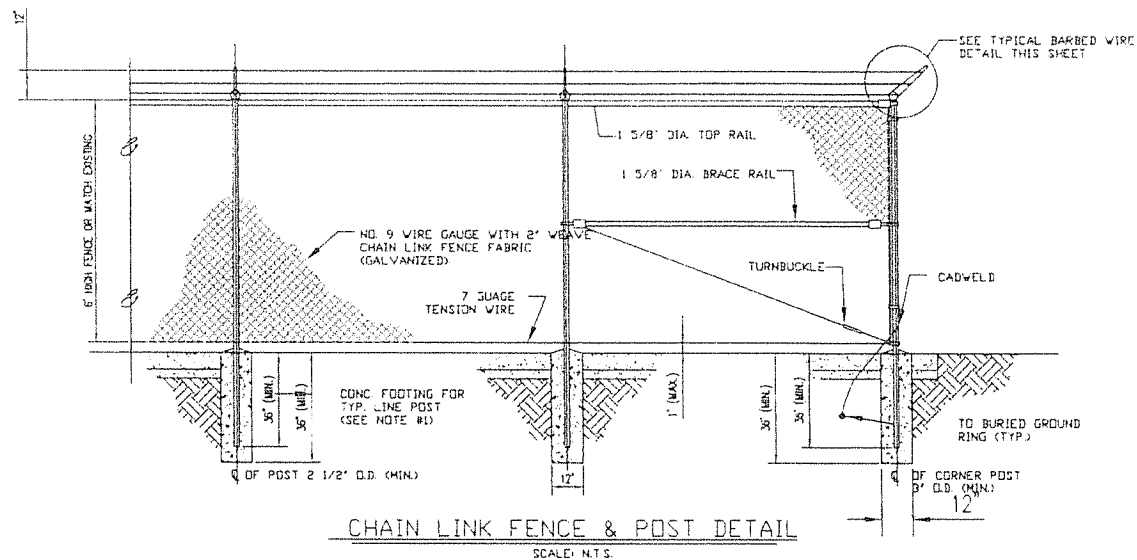 12"
SEE TYPICAL BARBED WIRE
DETAIL THIS SHEET
1 5/8" DIA. TOP RAIL
1 5/8" DIA. BRACE RAIL
6' HIGH FENCE OR MATCH EXISTING
NO. 9 WIRE GAUGE WITH 2" WEAVE
CHAIN LINK FENCE FABRIC
(GALVANIZED).
TURNBUCKLE
CADWELD
7 GUAGE
TENSION WIRE
36" (MIN.)
36" (MIN.)
CONC. FOOTING FOR
TYP. LINE POST
(SEE NOTE #1)
1" (MAX.)
36" (MIN.)
36" (MIN.)
TO BURIED GROUND
RING (TYP.)
℄ OF POST 2 1/2" O.D. (MIN.)
12"
℄ OF CORNER POST
3" O.D. (MIN.)
12"
CHAIN LINK FENCE & POST DETAIL
SCALE: N.T.S.